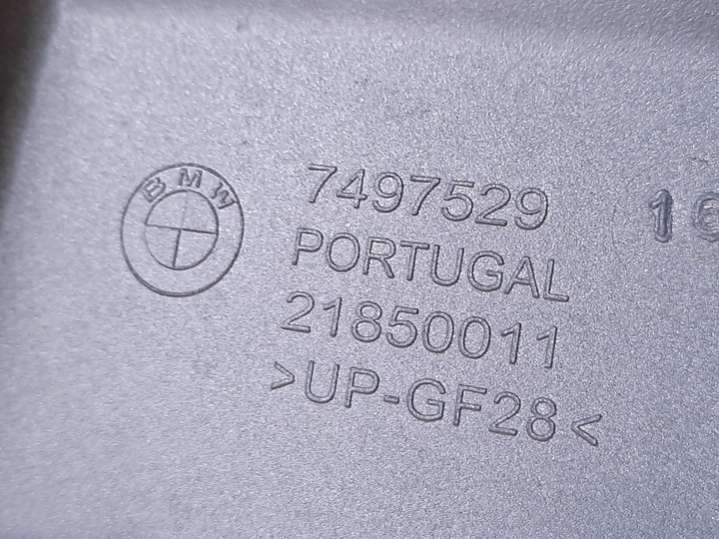 BMW
7497529
PORTUGAL
21850011
>UP-GF28<